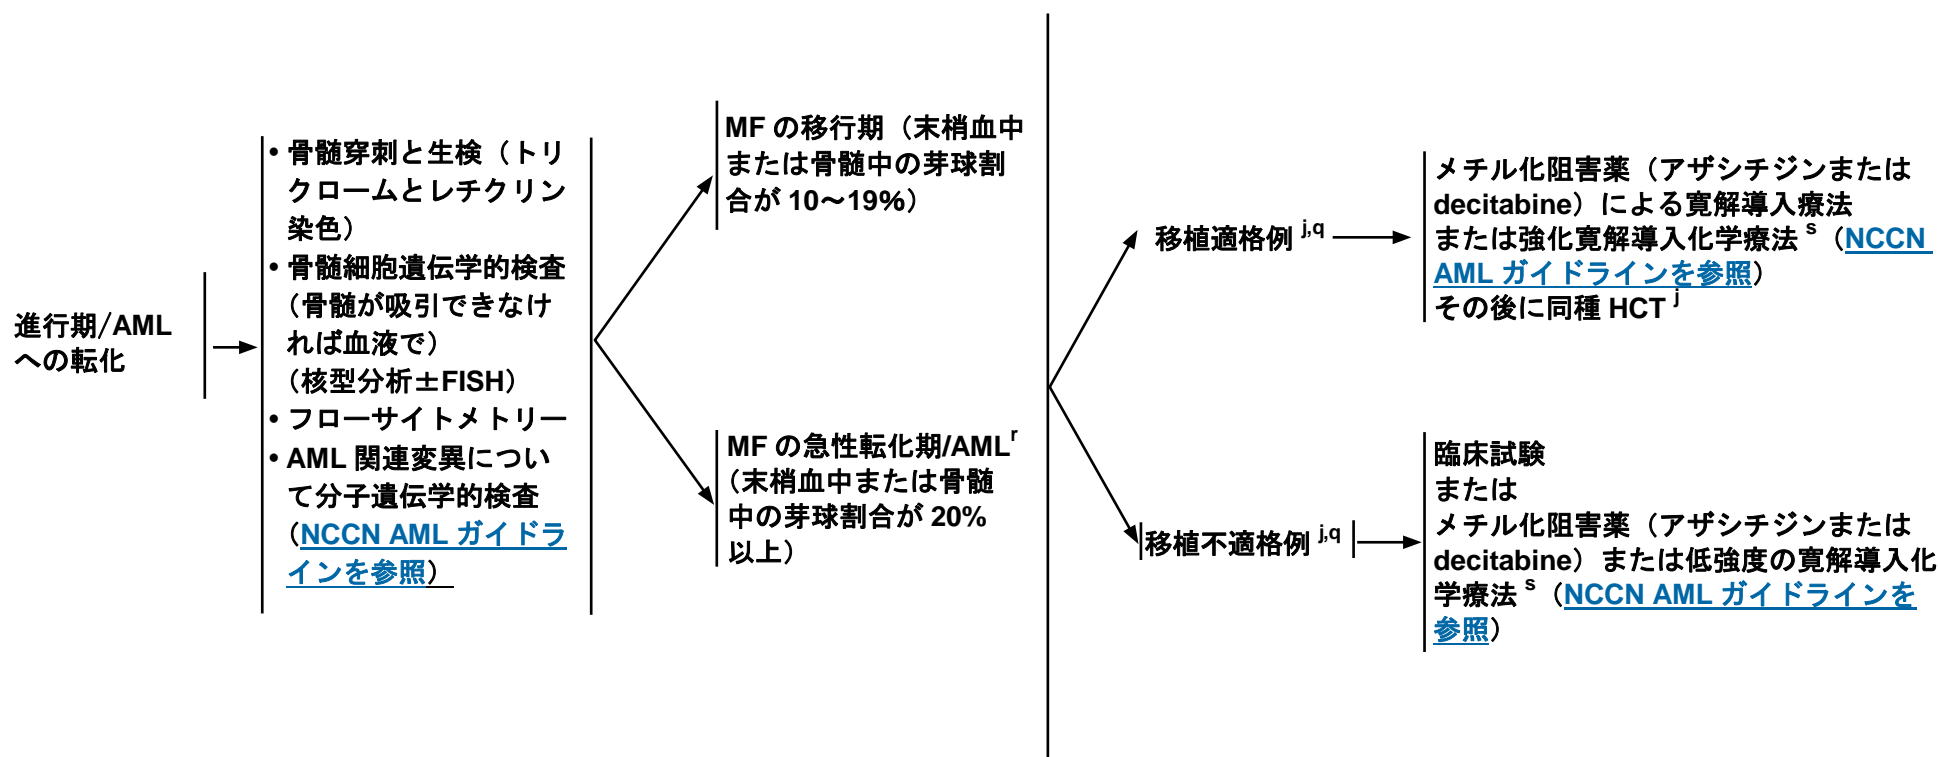 進行期/AML
への転化
• 骨髄穿刺と生検（トリ
クロームとレチクリン
染色）
• 骨髄細胞遺伝学的検査
（骨髄が吸引できなけ
れば血液で）
（核型分析±FISH）
• フローサイトメトリー
• AML 関連変異につい
て分子遺伝学的検査
（NCCN AML ガイドラ
インを参照）
MF の移行期（末梢血中
または骨髄中の芽球割
合が 10～19%）
MF の急性転化期/AML r
（末梢血中または骨髄
中の芽球割合が 20%
以上）
移植適格例 j,q
メチル化阻害薬（アザシチジンまたは
decitabine）による寛解導入療法
または強化寛解導入化学療法 s （NCCN
AML ガイドラインを参照）
その後に同種 HCT j
移植不適格例 j,q
臨床試験
または
メチル化阻害薬（アザシチジンまたは
decitabine）または低強度の寛解導入化
学療法 s（NCCN AML ガイドラインを
参照）